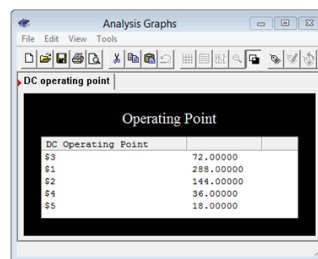 Analysis Graphs
File Edit View Tools
DC operating point
Operating Point
DC Operating Point
$3 72.00000
$1 288.00000
$2 144.00000
$4 36.00000
$5 18.00000